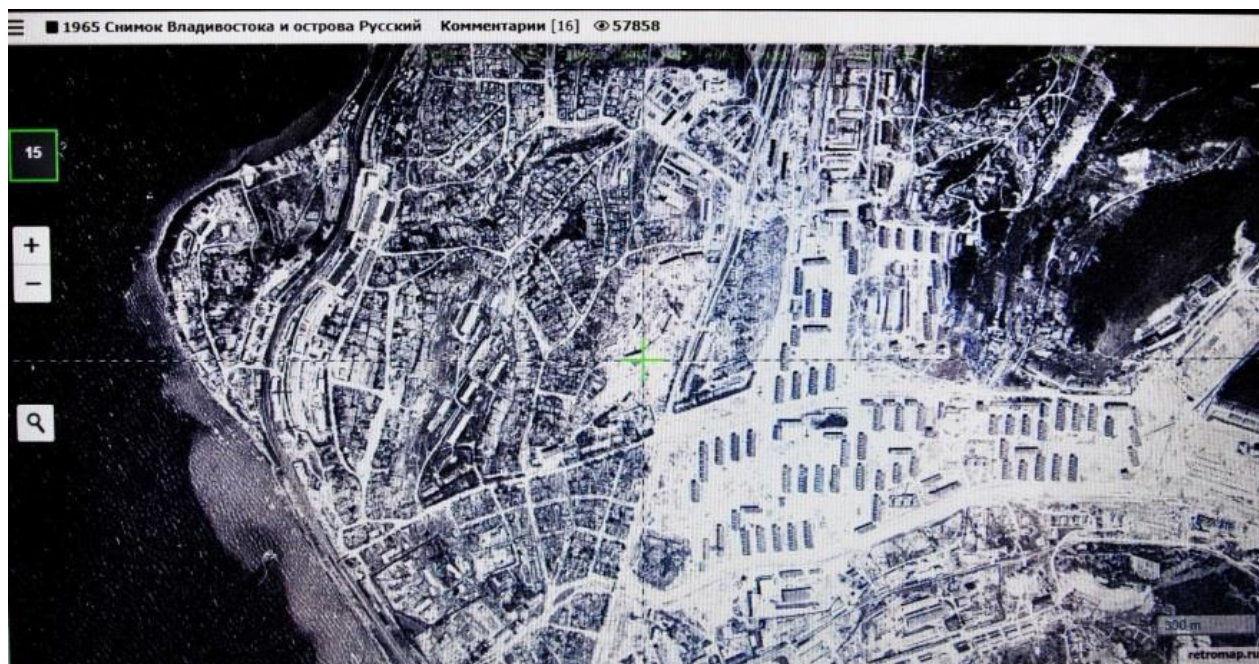 1965 Снимок Владивостока и острова Русский Комментарии [16] 57858
15
+
−
300 m
retromap.ru